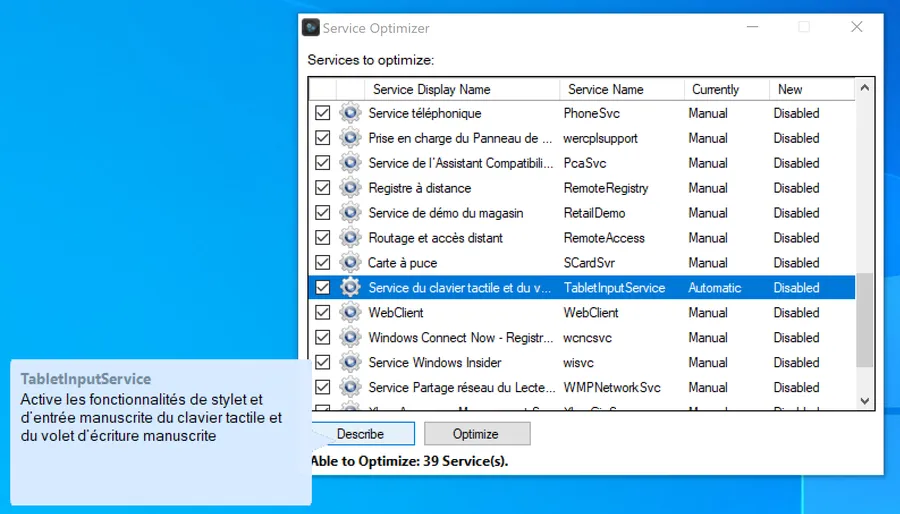 Service Optimizer
Services to optimize:
Service Display Name Service Name Currently New
Service téléphonique PhoneSvc Manual Disabled
Prise en charge du Panneau de ... wercplsupport Manual Disabled
Service de l'Assistant Compatibili... PcaSvc Manual Disabled
Registre à distance RemoteRegistry Manual Disabled
Service de démo du magasin RetailDemo Manual Disabled
Routage et accès distant RemoteAccess Manual Disabled
Carte à puce SCardSvr Manual Disabled
Service du clavier tactile et du v... TabletInputService Automatic Disabled
WebClient WebClient Manual Disabled
Windows Connect Now - Registr... wcncsvc Manual Disabled
Service Windows Insider wisvc Manual Disabled
Service Partage réseau du Lecte... WMPNetworkSvc Manual Disabled
Describe Optimize
Able to Optimize: 39 Service(s).
TabletInputService
Active les fonctionnalités de stylet et
d'entrée manuscrite du clavier tactile et
du volet d'écriture manuscrite